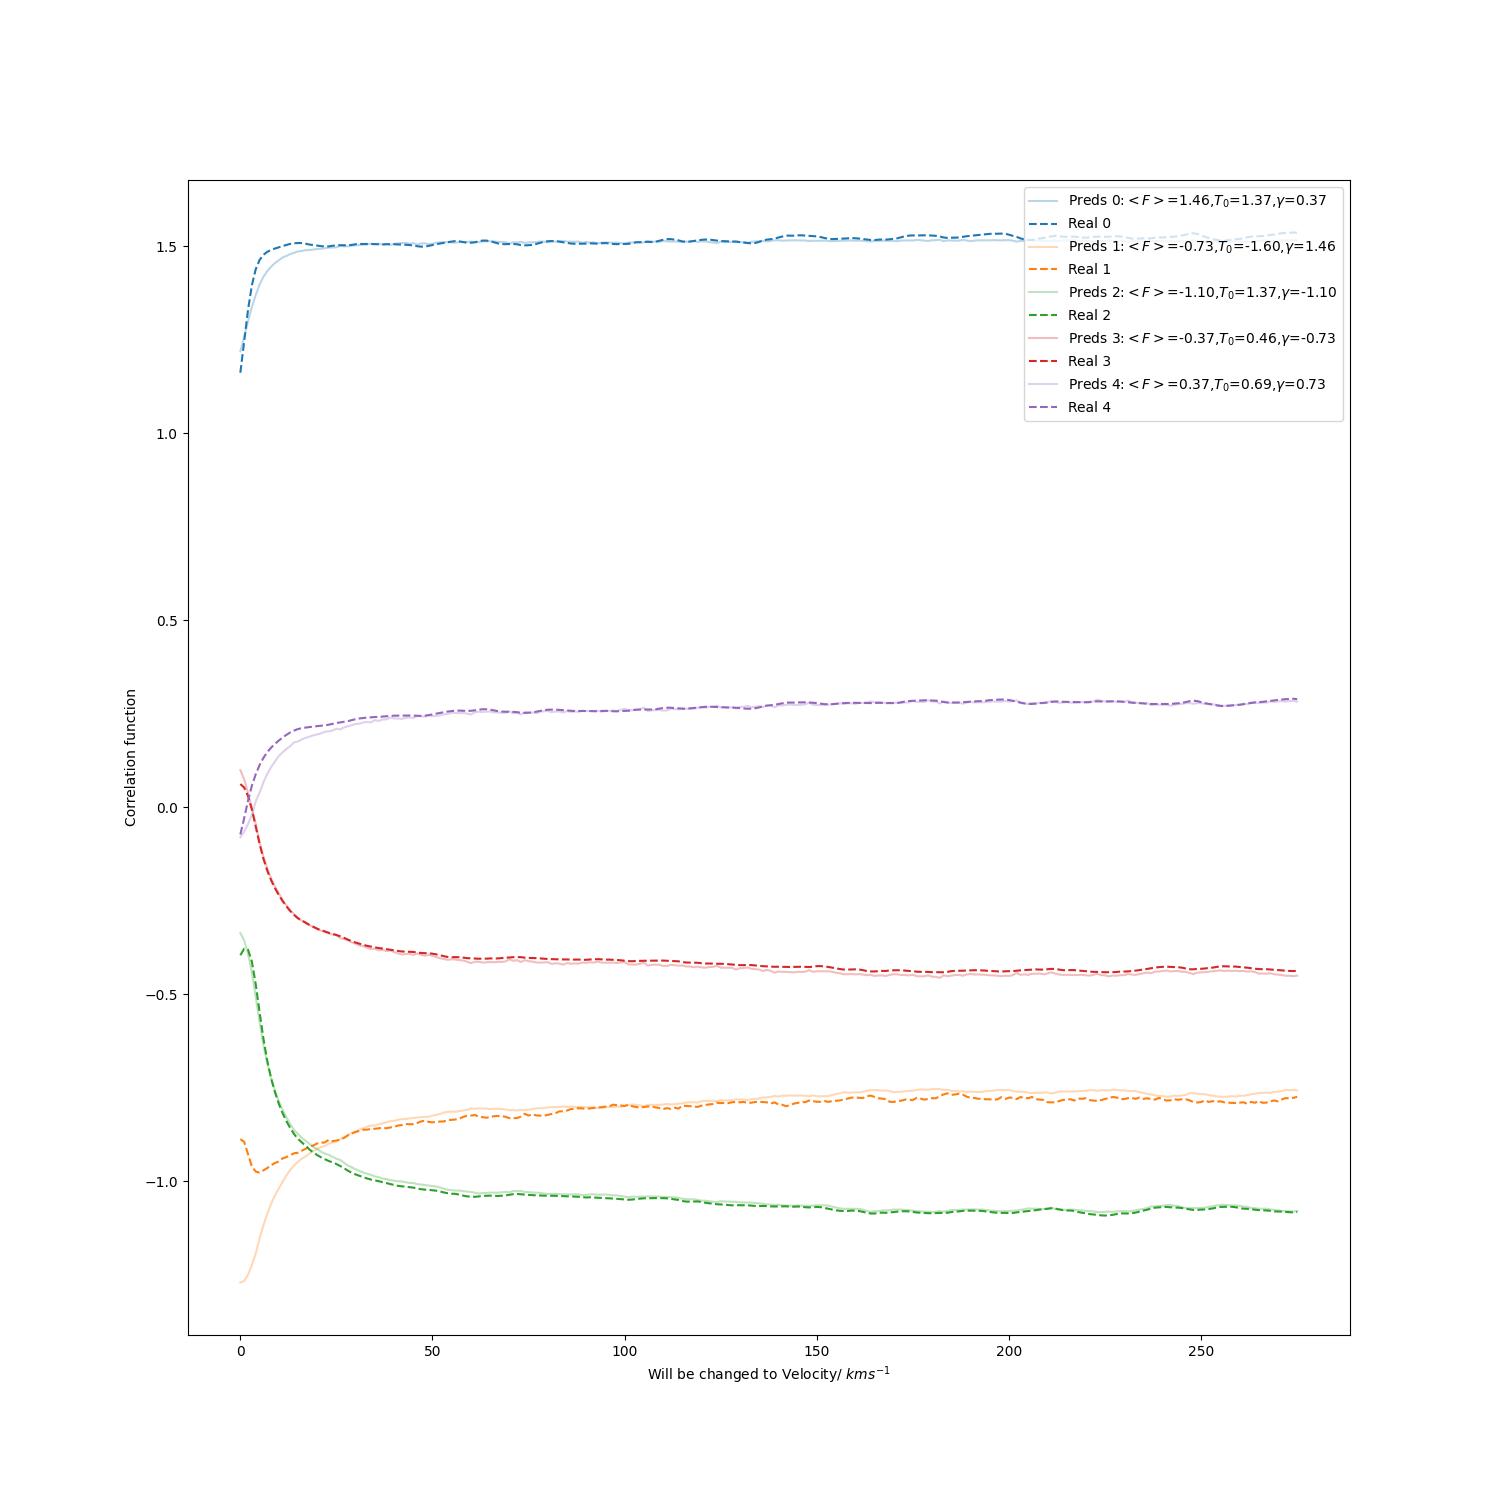 Preds 0: <F>=1.46,T₀=1.37,γ=0.37
Real 0
Preds 1: <F>=-0.73,T₀=-1.60,γ=1.46
Real 1
Preds 2: <F>=-1.10,T₀=1.37,γ=-1.10
Real 2
Preds 3: <F>=-0.37,T₀=0.46,γ=-0.73
Real 3
Preds 4: <F>=0.37,T₀=0.69,γ=0.73
Real 4
Correlation function
1.5
1.0
0.5
0.0
−0.5
−1.0
0 50 100 150 200 250
Will be changed to Velocity/ kms⁻¹